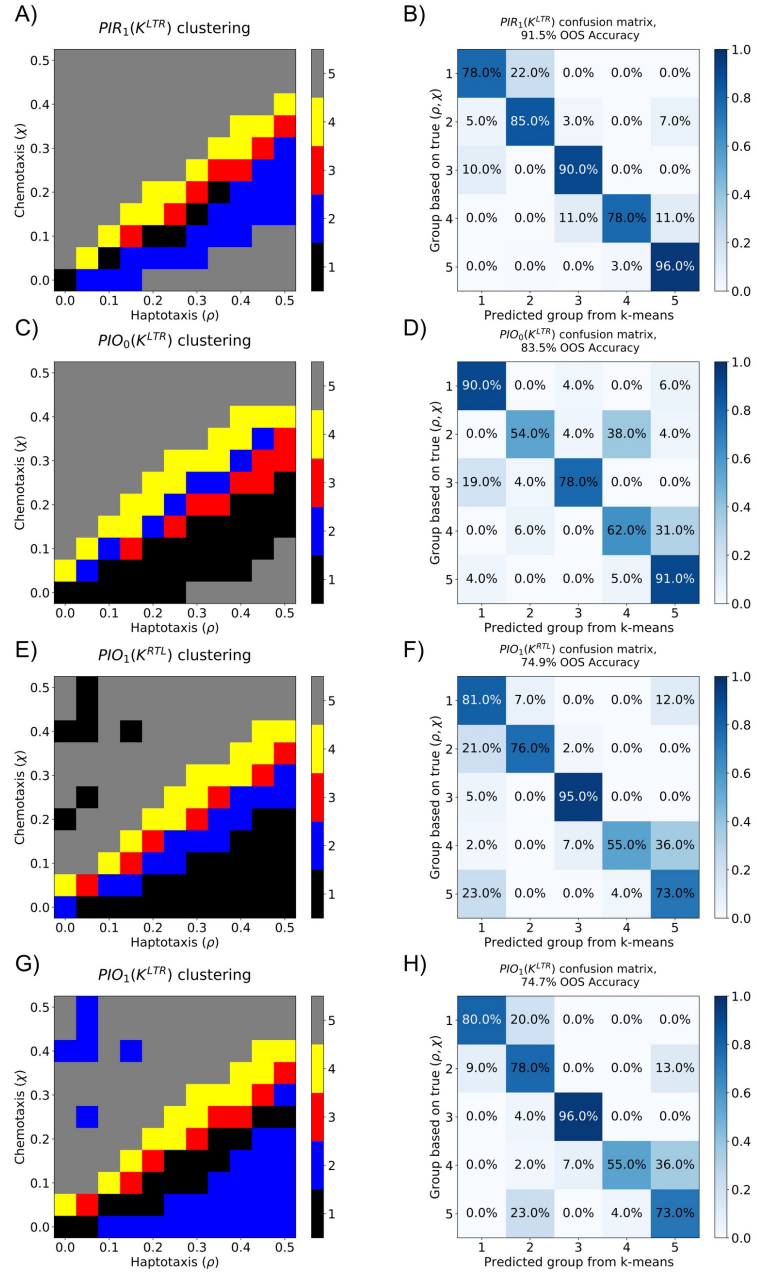 A)
PIR₁(Kᴸᵀᴿ) clustering
Chemotaxis (χ)
0.5
0.4
0.3
0.2
0.1
0.0
0.0 0.1 0.2 0.3 0.4 0.5
Haptotaxis (ρ)
5
4
3
2
1
B)
PIR₁(Kᴸᵀᴿ) confusion matrix,
91.5% OOS Accuracy
Group based on true (ρ, χ)
1 78.0% 22.0% 0.0% 0.0% 0.0%
2 5.0% 85.0% 3.0% 0.0% 7.0%
3 10.0% 0.0% 90.0% 0.0% 0.0%
4 0.0% 0.0% 11.0% 78.0% 11.0%
5 0.0% 0.0% 0.0% 3.0% 96.0%
1 2 3 4 5
Predicted group from k-means
1.0
0.8
0.6
0.4
0.2
0.0
C)
PIO₀(Kᴸᵀᴿ) clustering
Chemotaxis (χ)
0.5
0.4
0.3
0.2
0.1
0.0
0.0 0.1 0.2 0.3 0.4 0.5
Haptotaxis (ρ)
5
4
3
2
1
D)
PIO₀(Kᴸᵀᴿ) confusion matrix,
83.5% OOS Accuracy
Group based on true (ρ, χ)
1 90.0% 0.0% 4.0% 0.0% 6.0%
2 0.0% 54.0% 4.0% 38.0% 4.0%
3 19.0% 4.0% 78.0% 0.0% 0.0%
4 0.0% 6.0% 0.0% 62.0% 31.0%
5 4.0% 0.0% 0.0% 5.0% 91.0%
1 2 3 4 5
Predicted group from k-means
1.0
0.8
0.6
0.4
0.2
0.0
E)
PIO₁(Kᴿᵀᴸ) clustering
Chemotaxis (χ)
0.5
0.4
0.3
0.2
0.1
0.0
0.0 0.1 0.2 0.3 0.4 0.5
Haptotaxis (ρ)
5
4
3
2
1
F)
PIO₁(Kᴿᵀᴸ) confusion matrix,
74.9% OOS Accuracy
Group based on true (ρ, χ)
1 81.0% 7.0% 0.0% 0.0% 12.0%
2 21.0% 76.0% 2.0% 0.0% 0.0%
3 5.0% 0.0% 95.0% 0.0% 0.0%
4 2.0% 0.0% 7.0% 55.0% 36.0%
5 23.0% 0.0% 0.0% 4.0% 73.0%
1 2 3 4 5
Predicted group from k-means
1.0
0.8
0.6
0.4
0.2
0.0
G)
PIO₁(Kᴸᵀᴿ) clustering
Chemotaxis (χ)
0.5
0.4
0.3
0.2
0.1
0.0
0.0 0.1 0.2 0.3 0.4 0.5
Haptotaxis (ρ)
5
4
3
2
1
H)
PIO₁(Kᴸᵀᴿ) confusion matrix,
74.7% OOS Accuracy
Group based on true (ρ, χ)
1 80.0% 20.0% 0.0% 0.0% 0.0%
2 9.0% 78.0% 0.0% 0.0% 13.0%
3 0.0% 4.0% 96.0% 0.0% 0.0%
4 0.0% 2.0% 7.0% 55.0% 36.0%
5 0.0% 23.0% 0.0% 4.0% 73.0%
1 2 3 4 5
Predicted group from k-means
1.0
0.8
0.6
0.4
0.2
0.0